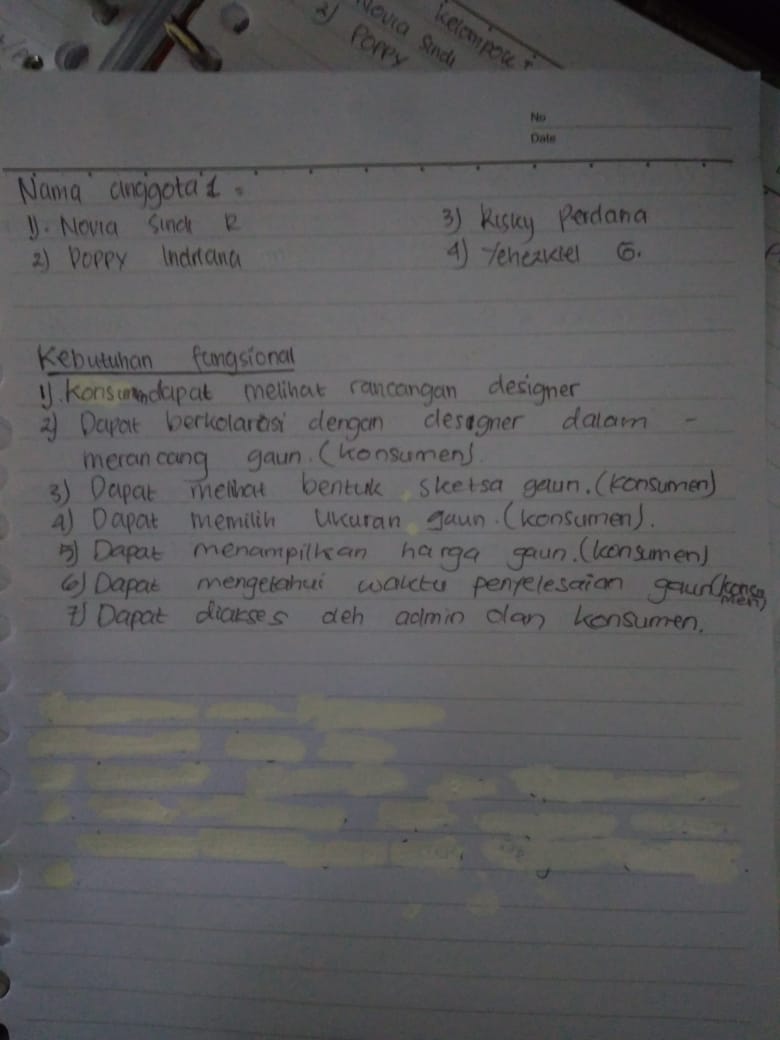 Kelompok :
Novia Sindi
2) POPPY
No
Date
Nama anggota'1 :
1). Novia Sindi R
2) POPPY Indriana
3) Risky Perdana
4) Yehezkiel G.
Kebutuhan fungsional
1) Konsumen dapat melihat rancangan designer
2) Dapat berkolarasi dengan designer dalam -
merancang gaun. (Konsumen).
3) Dapat melihat bentuk sketsa gaun. (Konsumen)
4) Dapat memilih ukuran gaun. (konsumen).
5) Dapat menampilkan harga gaun. (konsumen)
6) Dapat mengetahui waktu penyelesaian gaun (konsumen)
7) Dapat diakses oleh admin dan konsumen.